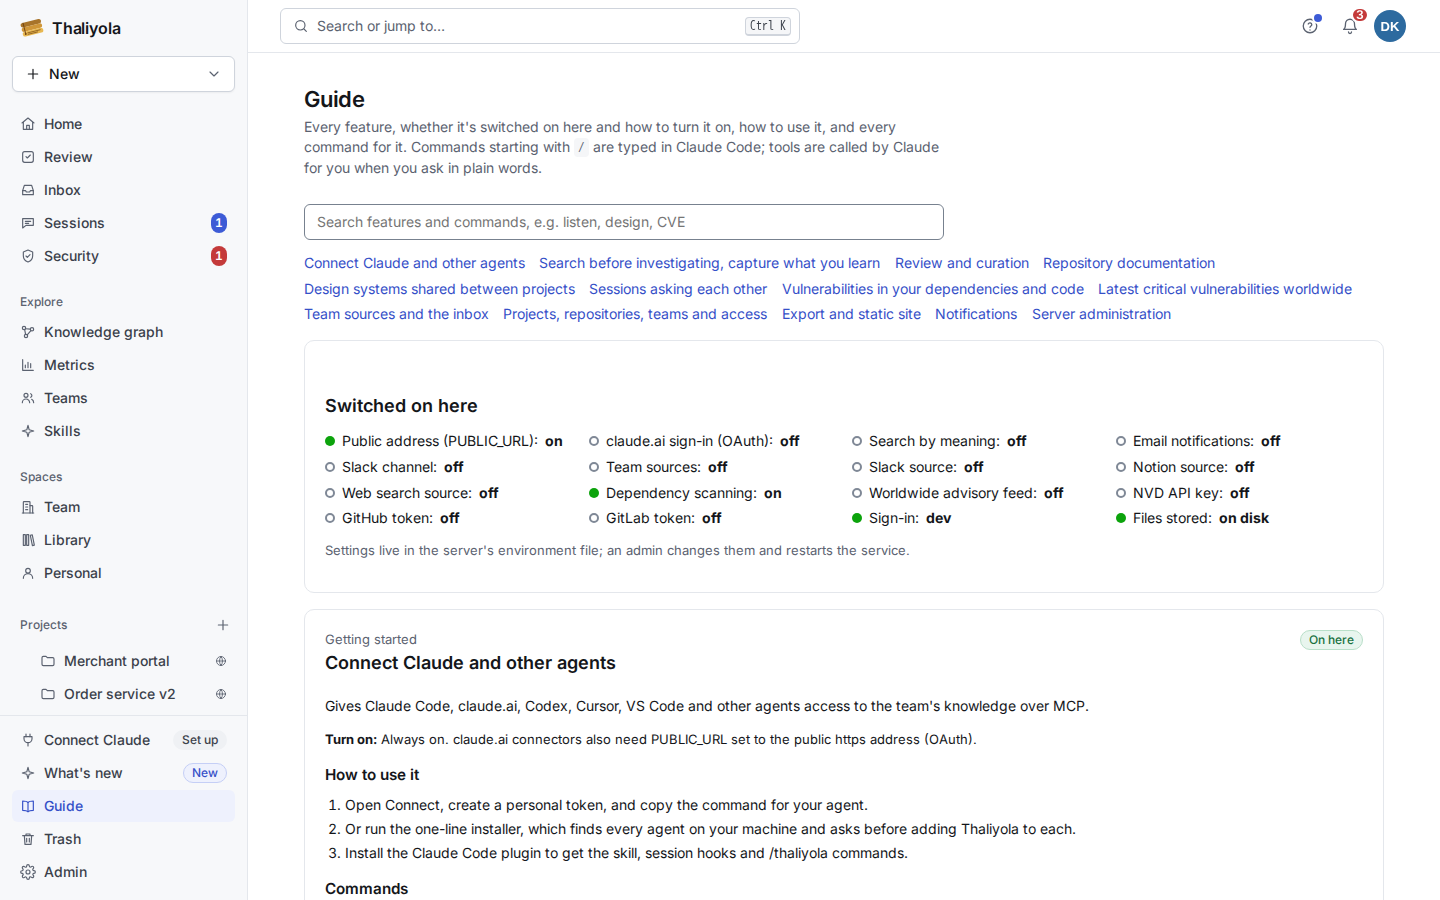 Thaliyola
New
Home
Review
Inbox
Sessions 1
Security 1
Explore
Knowledge graph
Metrics
Teams
Skills
Spaces
Team
Library
Personal
Projects
Merchant portal
Order service v2
Connect Claude Set up
What's new New
Guide
Trash
Admin
Search or jump to... Ctrl K
3 DK
Guide
Every feature, whether it's switched on here and how to turn it on, how to use it, and every
command for it. Commands starting with / are typed in Claude Code; tools are called by Claude
for you when you ask in plain words.
Search features and commands, e.g. listen, design, CVE
Connect Claude and other agents Search before investigating, capture what you learn Review and curation Repository documentation
Design systems shared between projects Sessions asking each other Vulnerabilities in your dependencies and code Latest critical vulnerabilities worldwide
Team sources and the inbox Projects, repositories, teams and access Export and static site Notifications Server administration
Switched on here
Public address (PUBLIC_URL): on claude.ai sign-in (OAuth): off Search by meaning: off Email notifications: off
Slack channel: off Team sources: off Slack source: off Notion source: off
Web search source: off Dependency scanning: on Worldwide advisory feed: off NVD API key: off
GitHub token: off GitLab token: off Sign-in: dev Files stored: on disk
Settings live in the server's environment file; an admin changes them and restarts the service.
Getting started On here
Connect Claude and other agents
Gives Claude Code, claude.ai, Codex, Cursor, VS Code and other agents access to the team's knowledge over MCP.
Turn on: Always on. claude.ai connectors also need PUBLIC_URL set to the public https address (OAuth).
How to use it
1. Open Connect, create a personal token, and copy the command for your agent.
2. Or run the one-line installer, which finds every agent on your machine and asks before adding Thaliyola to each.
3. Install the Claude Code plugin to get the skill, session hooks and /thaliyola commands.
Commands